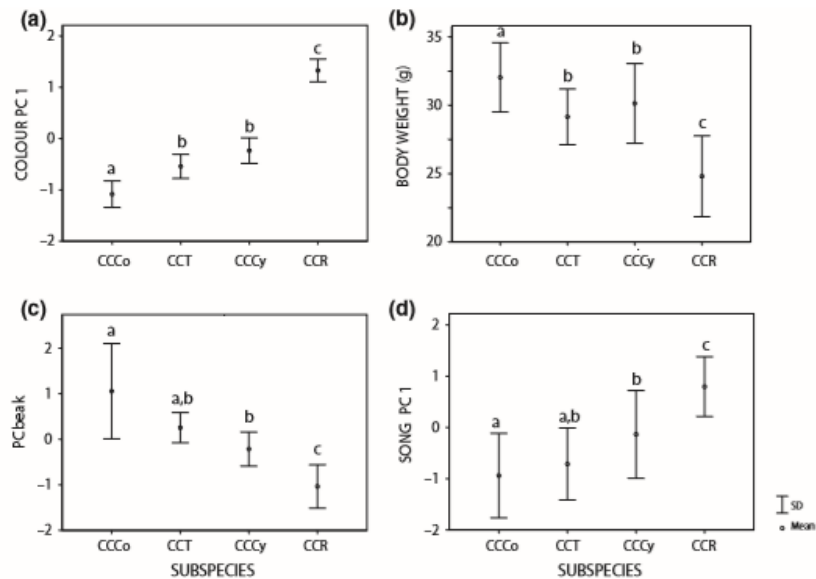 (a)
COLOUR PC 1
2
1
0
−1
−2
a
b
b
c
CCCo CCT CCCy CCR
(b)
BODY WEIGHT (g)
35
30
25
20
a
b
b
c
CCCo CCT CCCy CCR
(c)
PCbeak
2
1
0
−1
−2
a
a,b
b
c
CCCo CCT CCCy CCR
SUBSPECIES
(d)
SONG PC 1
2
1
0
−1
−2
a
a,b
b
c
CCCo CCT CCCy CCR
SUBSPECIES
SD
Mean